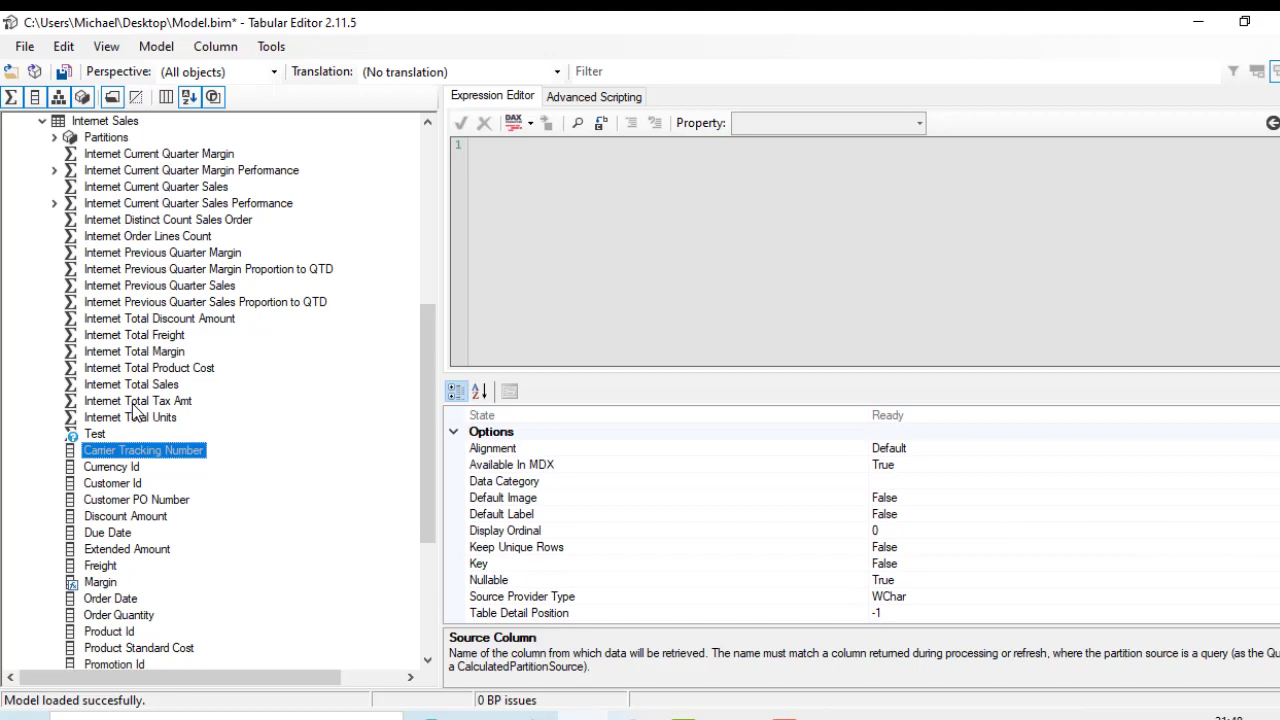 C:\Users\Michael\Desktop\Model.bim* - Tabular Editor 2.11.5
File Edit View Model Column Tools
Perspective: (All objects) Translation: (No translation) Filter
Expression Editor Advanced Scripting
Property:
1
Internet Sales
Partitions
Internet Current Quarter Margin
Internet Current Quarter Margin Performance
Internet Current Quarter Sales
Internet Current Quarter Sales Performance
Internet Distinct Count Sales Order
Internet Order Lines Count
Internet Previous Quarter Margin
Internet Previous Quarter Margin Proportion to QTD
Internet Previous Quarter Sales
Internet Previous Quarter Sales Proportion to QTD
Internet Total Discount Amount
Internet Total Freight
Internet Total Margin
Internet Total Product Cost
Internet Total Sales
Internet Total Tax Amt
Internet Total Units
Test
Carrier Tracking Number
Currency Id
Customer Id
Customer PO Number
Discount Amount
Due Date
Extended Amount
Freight
Margin
Order Date
Order Quantity
Product Id
Product Standard Cost
Promotion Id
State Ready
Options
Alignment Default
Available In MDX True
Data Category
Default Image False
Default Label False
Display Ordinal 0
Keep Unique Rows False
Key False
Nullable True
Source Provider Type WChar
Table Detail Position -1
Source Column
Name of the column from which data will be retrieved. The name must match a column returned during processing or refresh, where the partition source is a query (as the Qu
a CalculatedPartitionSource).
Model loaded succesfully. 0 BP issues